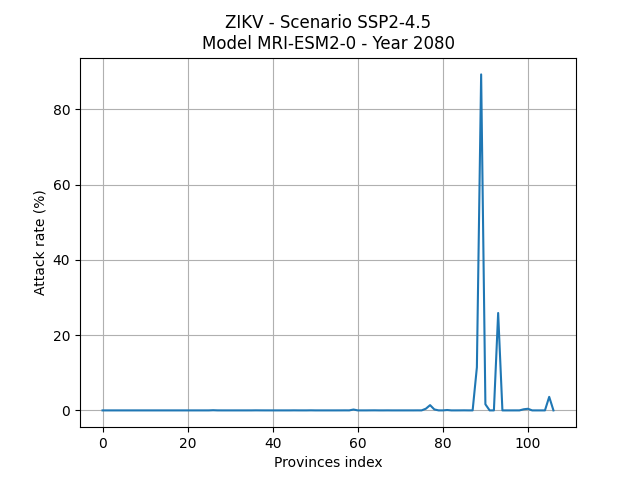 ZIKV - Scenario SSP2-4.5
Model MRI-ESM2-0 - Year 2080
Attack rate (%)
80
60
40
20
0
0 20 40 60 80 100
Provinces index